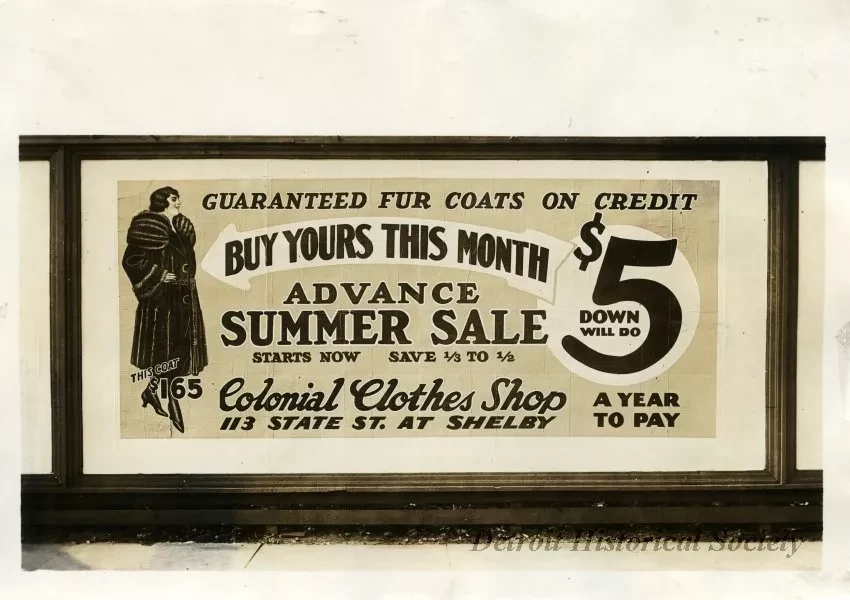 GUARANTEED FUR COATS ON CREDIT
BUY YOURS THIS MONTH
$5
DOWN
WILL DO
ADVANCE
SUMMER SALE
STARTS NOW SAVE 1/3 TO 1/2
THIS COAT
$165
Colonial Clothes Shop
113 STATE ST. AT SHELBY
A YEAR
TO PAY
Detroit Historical Society